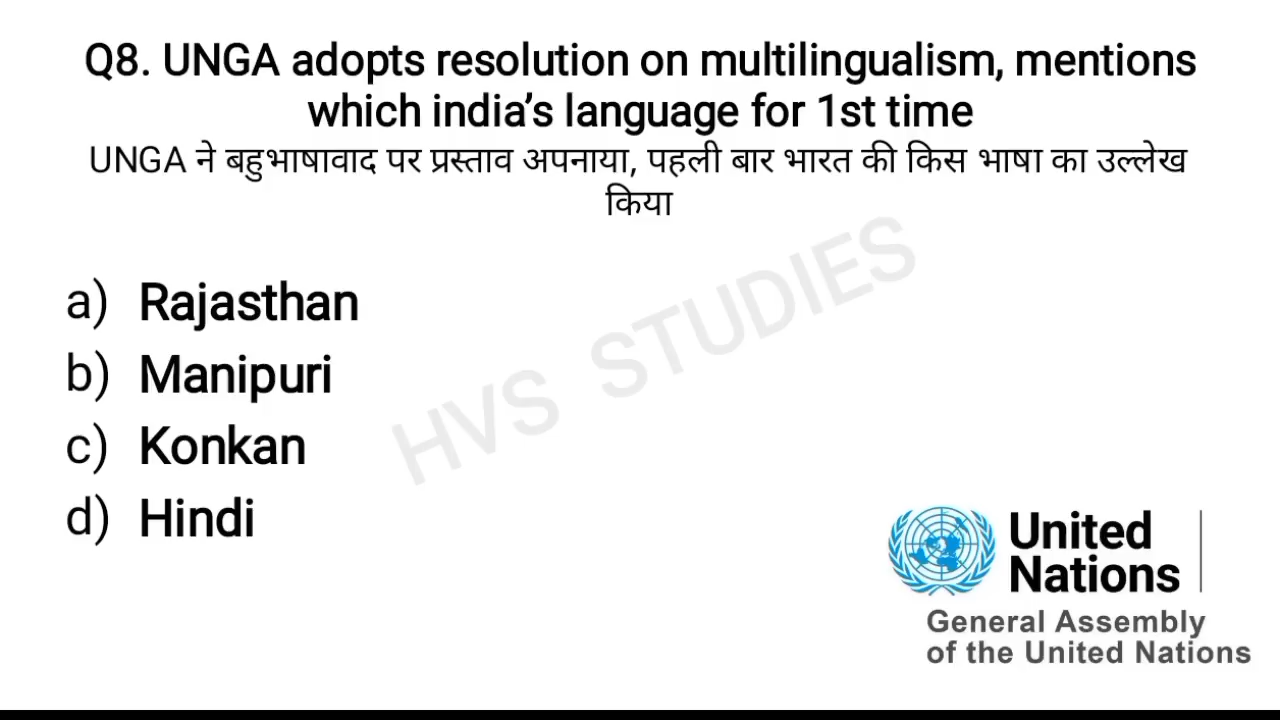 Q8. UNGA adopts resolution on multilingualism, mentions
which india’s language for 1st time
UNGA ने बहुभाषावाद पर प्रस्ताव अपनाया, पहली बार भारत की किस भाषा का उल्लेख
किया
a) Rajasthan
b) Manipuri
c) Konkan
d) Hindi
HVS STUDIES
United
Nations
General Assembly
of the United Nations